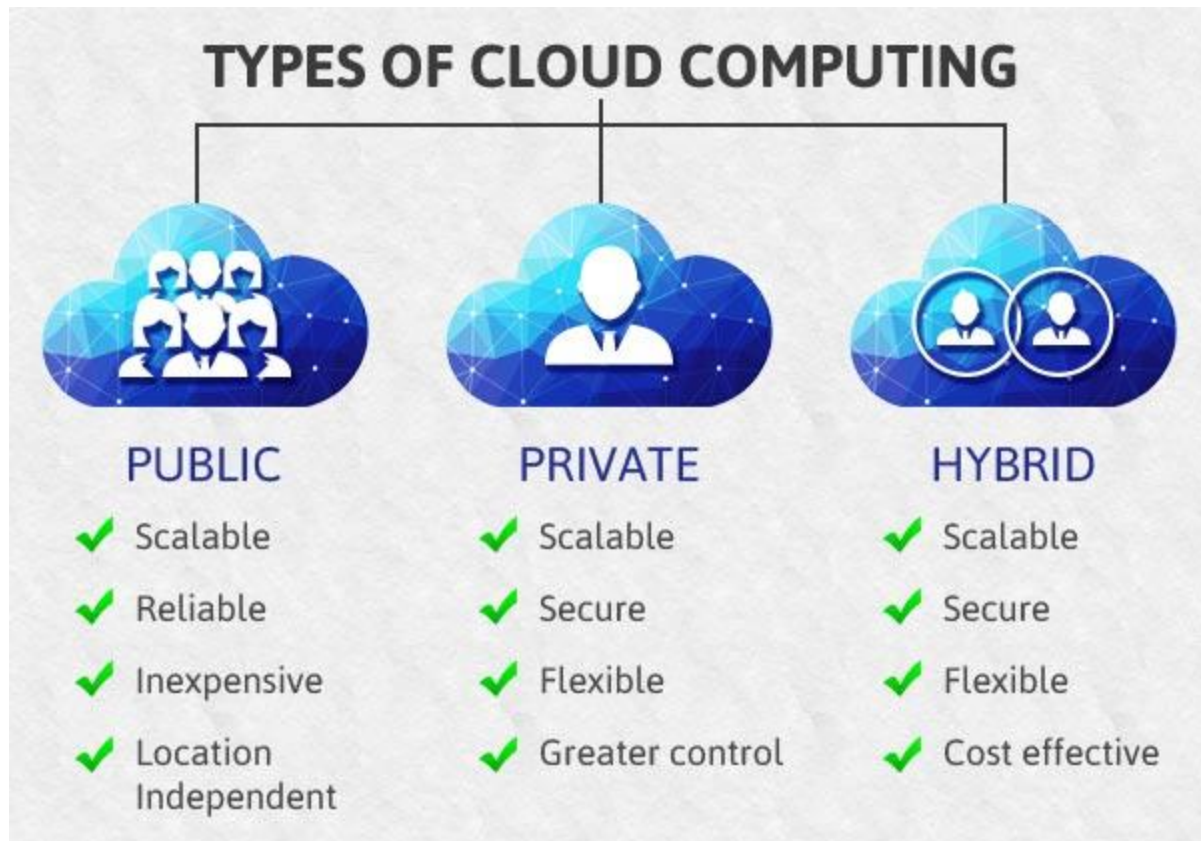 TYPES OF CLOUD COMPUTING
PUBLIC
Scalable
Reliable
Inexpensive
Location
Independent
PRIVATE
Scalable
Secure
Flexible
Greater control
HYBRID
Scalable
Secure
Flexible
Cost effective